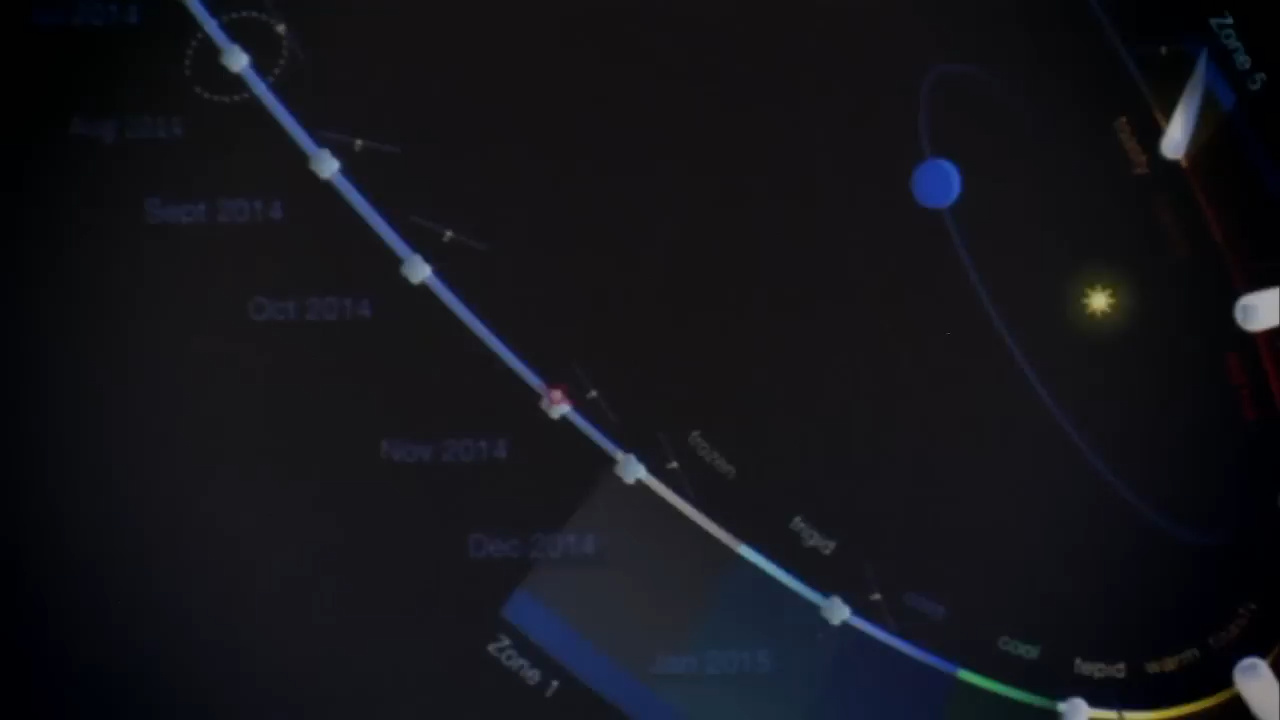 2014
Zone 5
Aug 2014
Sept 2014
Oct 2014
frozen
Nov 2014
frigid
Dec 2014
cool
Zone 1
Jan 2015
tepid
warm